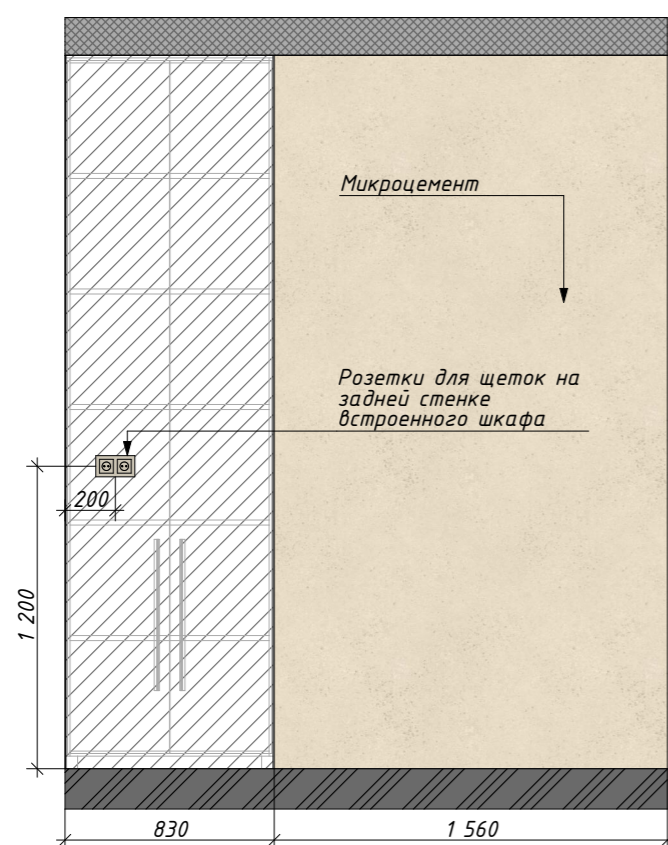 Микроцемент
Розетки для щеток на
задней стенке
встроенного шкафа
200
1 200
830
1 560